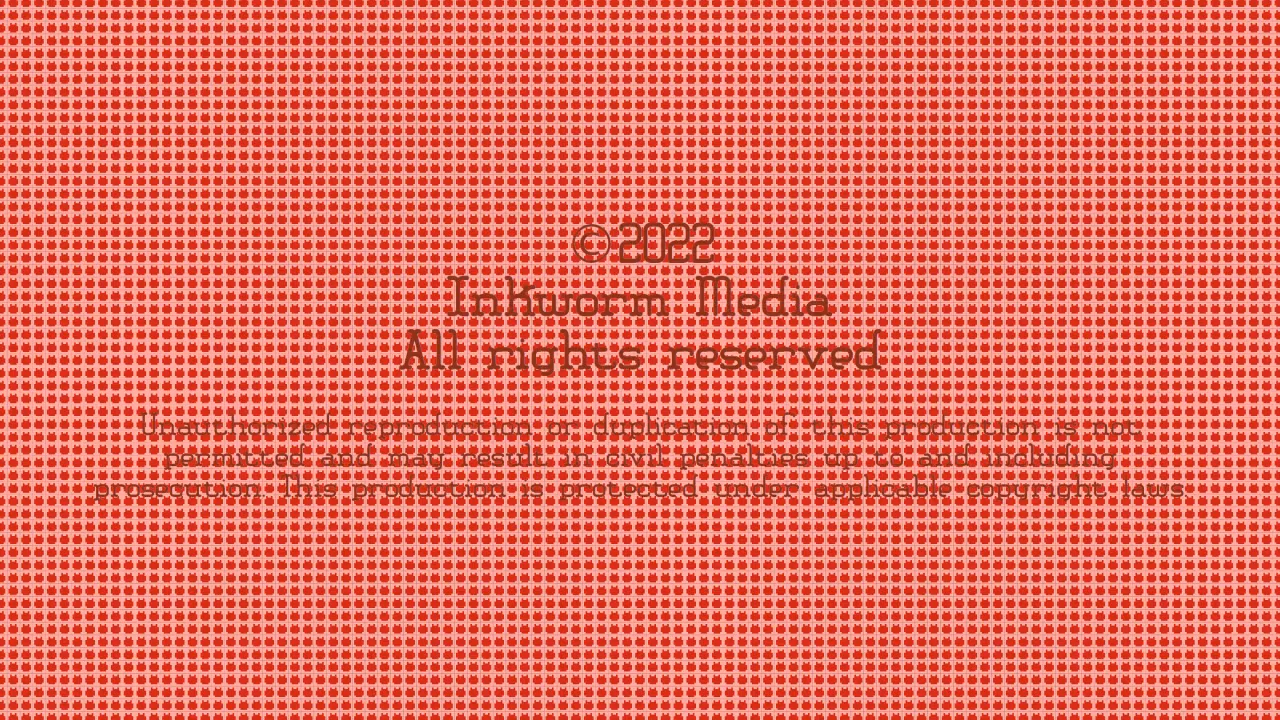 ©2022
Inkworm Media
All rights reserved
Unauthorized reproduction or duplication of this production is not
permitted and may result in civil penalties up to and including
prosecution. This production is protected under applicable copyright laws.